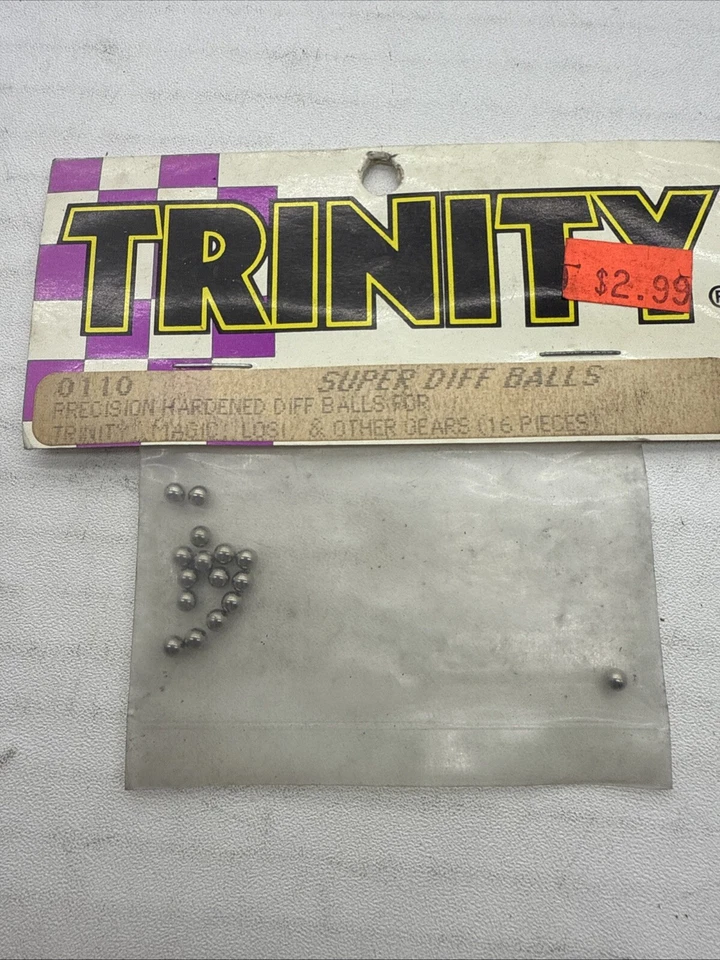 TRINITY
$2.99
®
0110 SUPER DIFF BALLS
PRECISION HARDENED DIFF BALLS FOR
TRINITY, MAGIC, LOSI, & OTHER GEARS (16 PIECES)